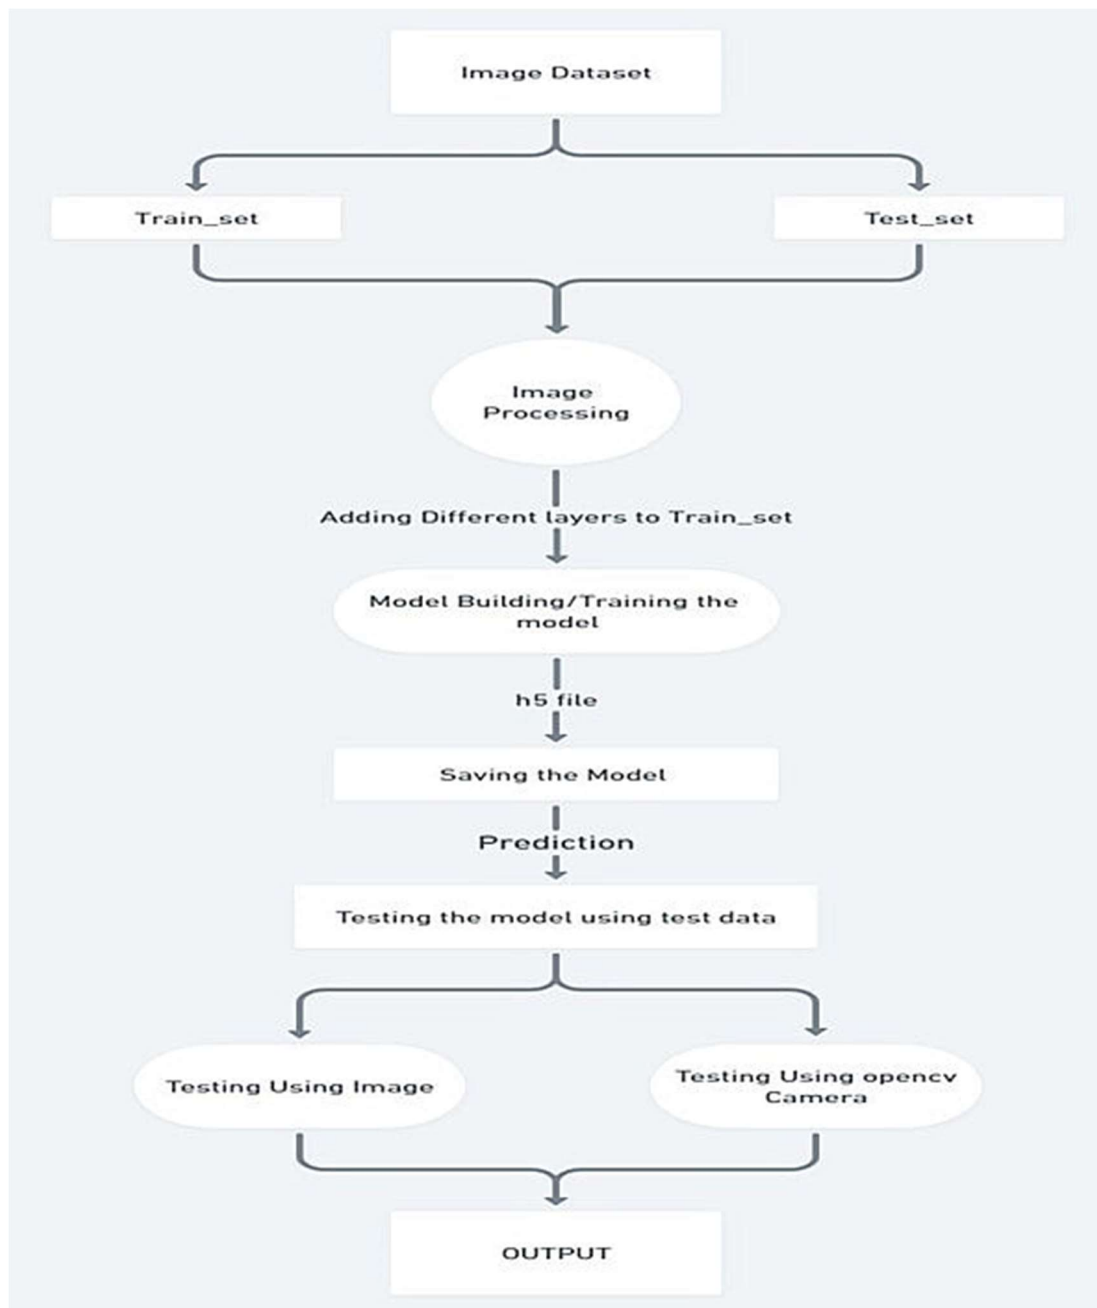 Image Dataset
Train_set
Test_set
Image
Processing
Adding Different layers to Train_set
Model Building/Training the
model
h5 file
Saving the Model
Prediction
Testing the model using test data
Testing Using Image
Testing Using opencv
Camera
OUTPUT